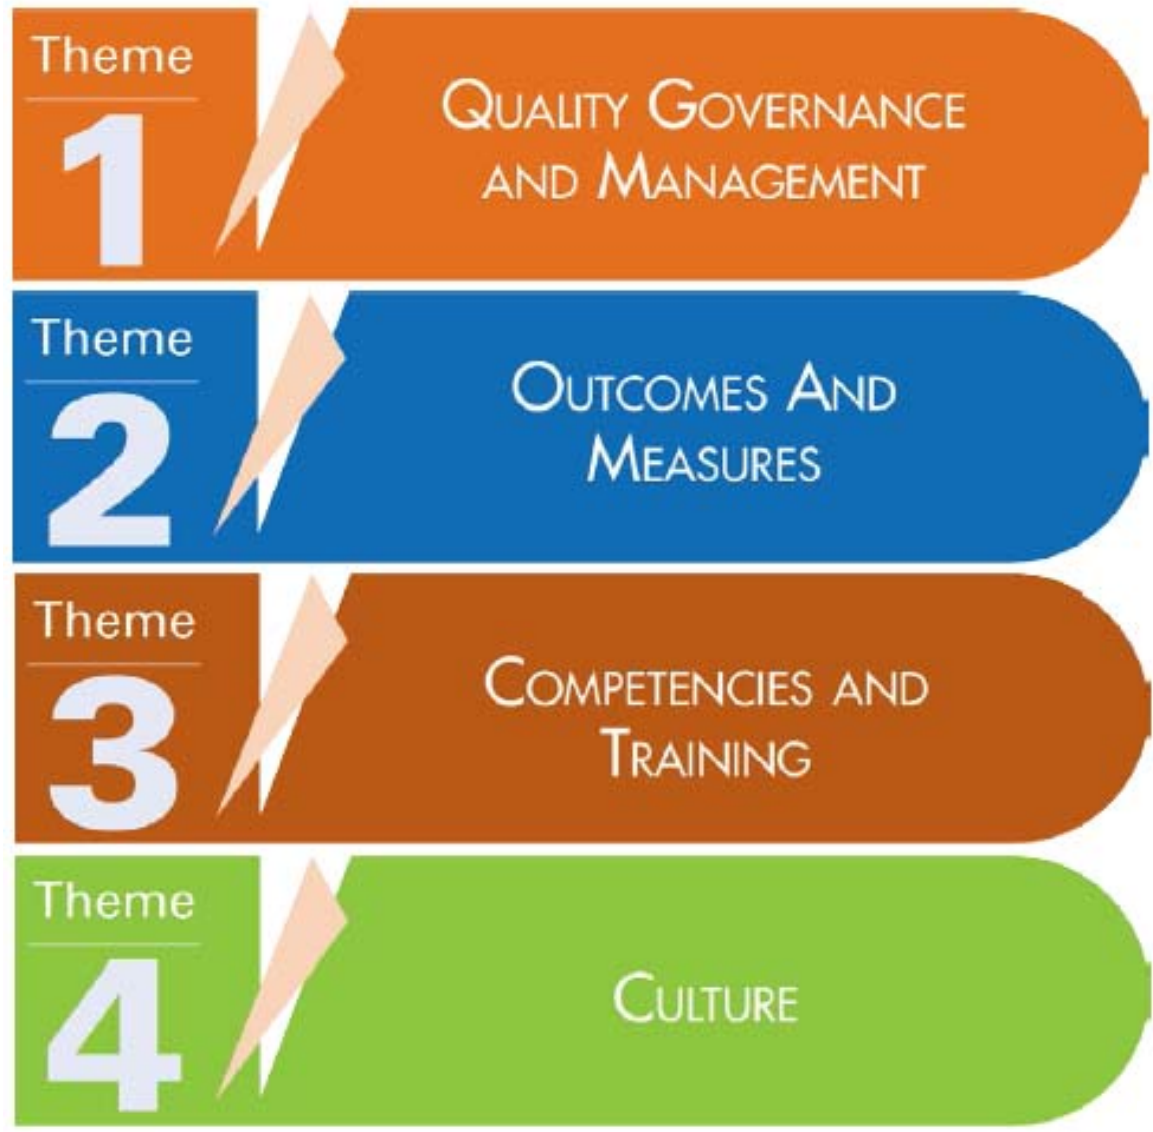 Theme
1
QUALITY GOVERNANCE
AND MANAGEMENT
Theme
2
OUTCOMES AND
MEASURES
Theme
3
COMPETENCIES AND
TRAINING
Theme
4
CULTURE